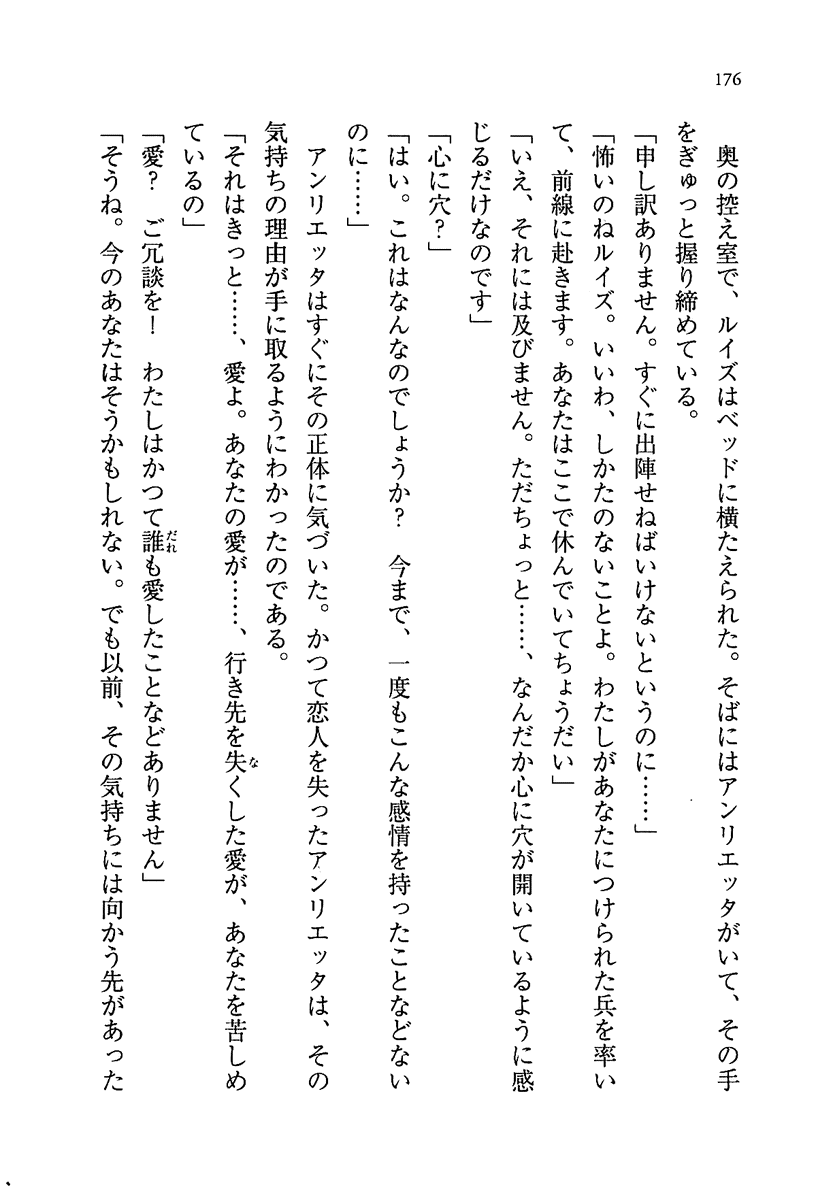 176
奥の控え室で、ルイズはベッドに横たえられた。そばにはアンリエッタがいて、その手
をぎゅっと握り締めている。
「申し訳ありません。すぐに出陣せねばいけないというのに……」
「怖いのねルイズ。いいわ、しかたのないことよ。わたしがあなたにつけられた兵を率い
て、前線に赴きます。あなたはここで休んでいてちょうだい」
「いえ、それには及びません。ただちょっと……、なんだか心に穴が開いているように感
じるだけなのです」
「心に穴？」
「はい。これはなんなのでしょうか？　今まで、一度もこんな感情を持ったことなどない
のに……」
アンリエッタはすぐにその正体に気づいた。かつて恋人を失ったアンリエッタは、その
気持ちの理由が手に取るようにわかったのである。
「それはきっと……、愛よ。あなたの愛が……、行き先を失くした愛が、あなたを苦しめ
ているの」
「愛？　ご冗談を！　わたしはかつて誰も愛したことなどありません」
「そうね。今のあなたはそうかもしれない。でも以前、その気持ちには向かう先があった